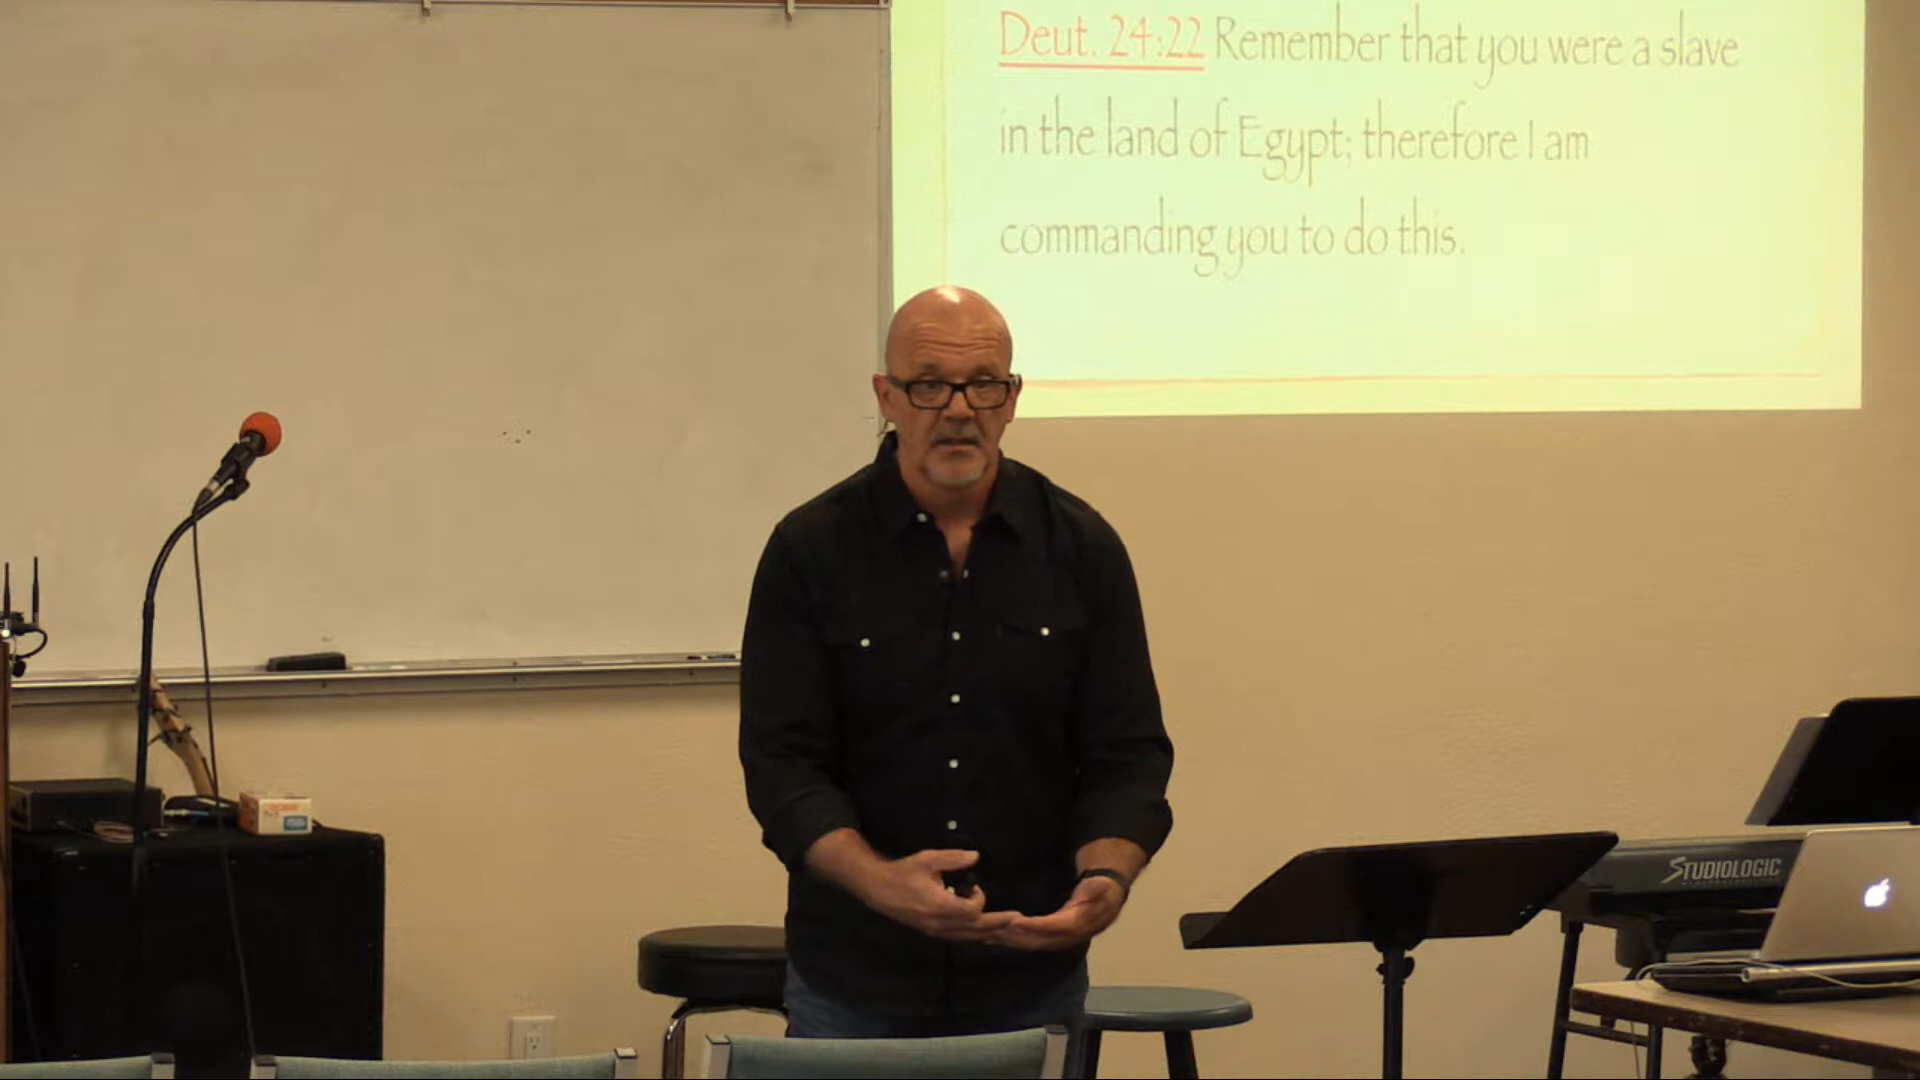 Deut. 24:22 Remember that you were a slave
in the land of Egypt; therefore I am
commanding you to do this.
STUDIOLOGIC